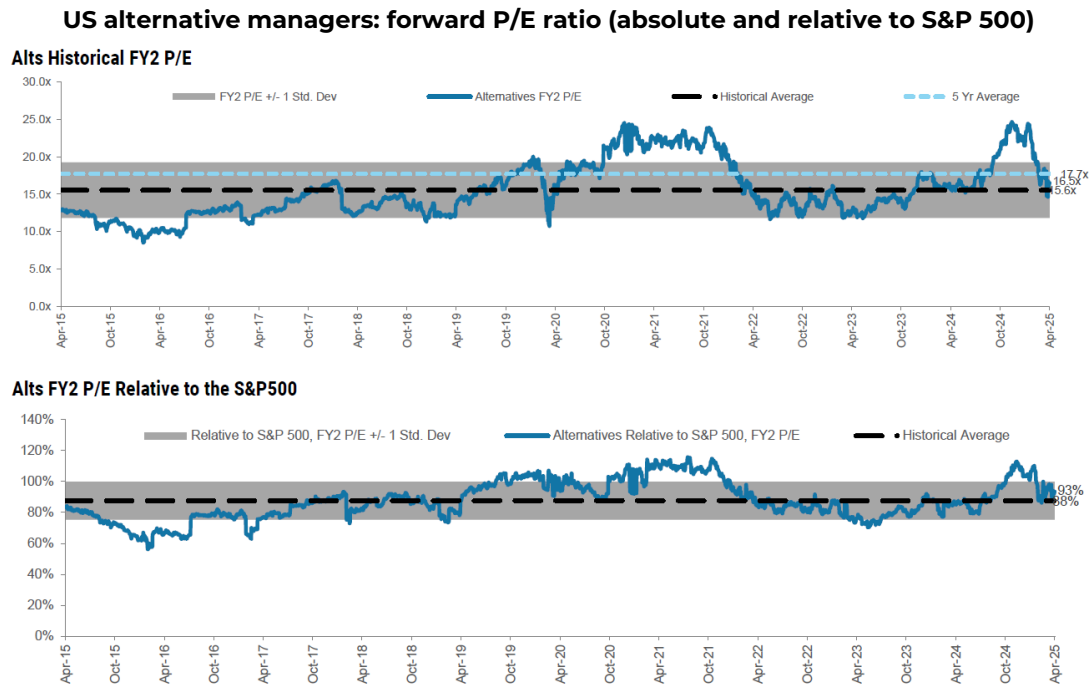 US alternative managers: forward P/E ratio (absolute and relative to S&P 500)
Alts Historical FY2 P/E
30.0x
FY2 P/E +/- 1 Std. Dev
Alternatives FY2 P/E
Historical Average
5 Yr Average
25.0x
20.0x
17.7x
16.5x
15.6x
15.0x
10.0x
5.0x
0.0x
Apr-15
Oct-15
Apr-16
Oct-16
Apr-17
Oct-17
Apr-18
Oct-18
Apr-19
Oct-19
Apr-20
Oct-20
Apr-21
Oct-21
Apr-22
Oct-22
Apr-23
Oct-23
Apr-24
Oct-24
Apr-25
Alts FY2 P/E Relative to the S&P500
140%
Relative to S&P 500, FY2 P/E +/- 1 Std. Dev
Alternatives Relative to S&P 500, FY2 P/E
Historical Average
120%
100%
93%
88%
80%
60%
40%
20%
0%
Apr-15
Oct-15
Apr-16
Oct-16
Apr-17
Oct-17
Apr-18
Oct-18
Apr-19
Oct-19
Apr-20
Oct-20
Apr-21
Oct-21
Apr-22
Oct-22
Apr-23
Oct-23
Apr-24
Oct-24
Apr-25